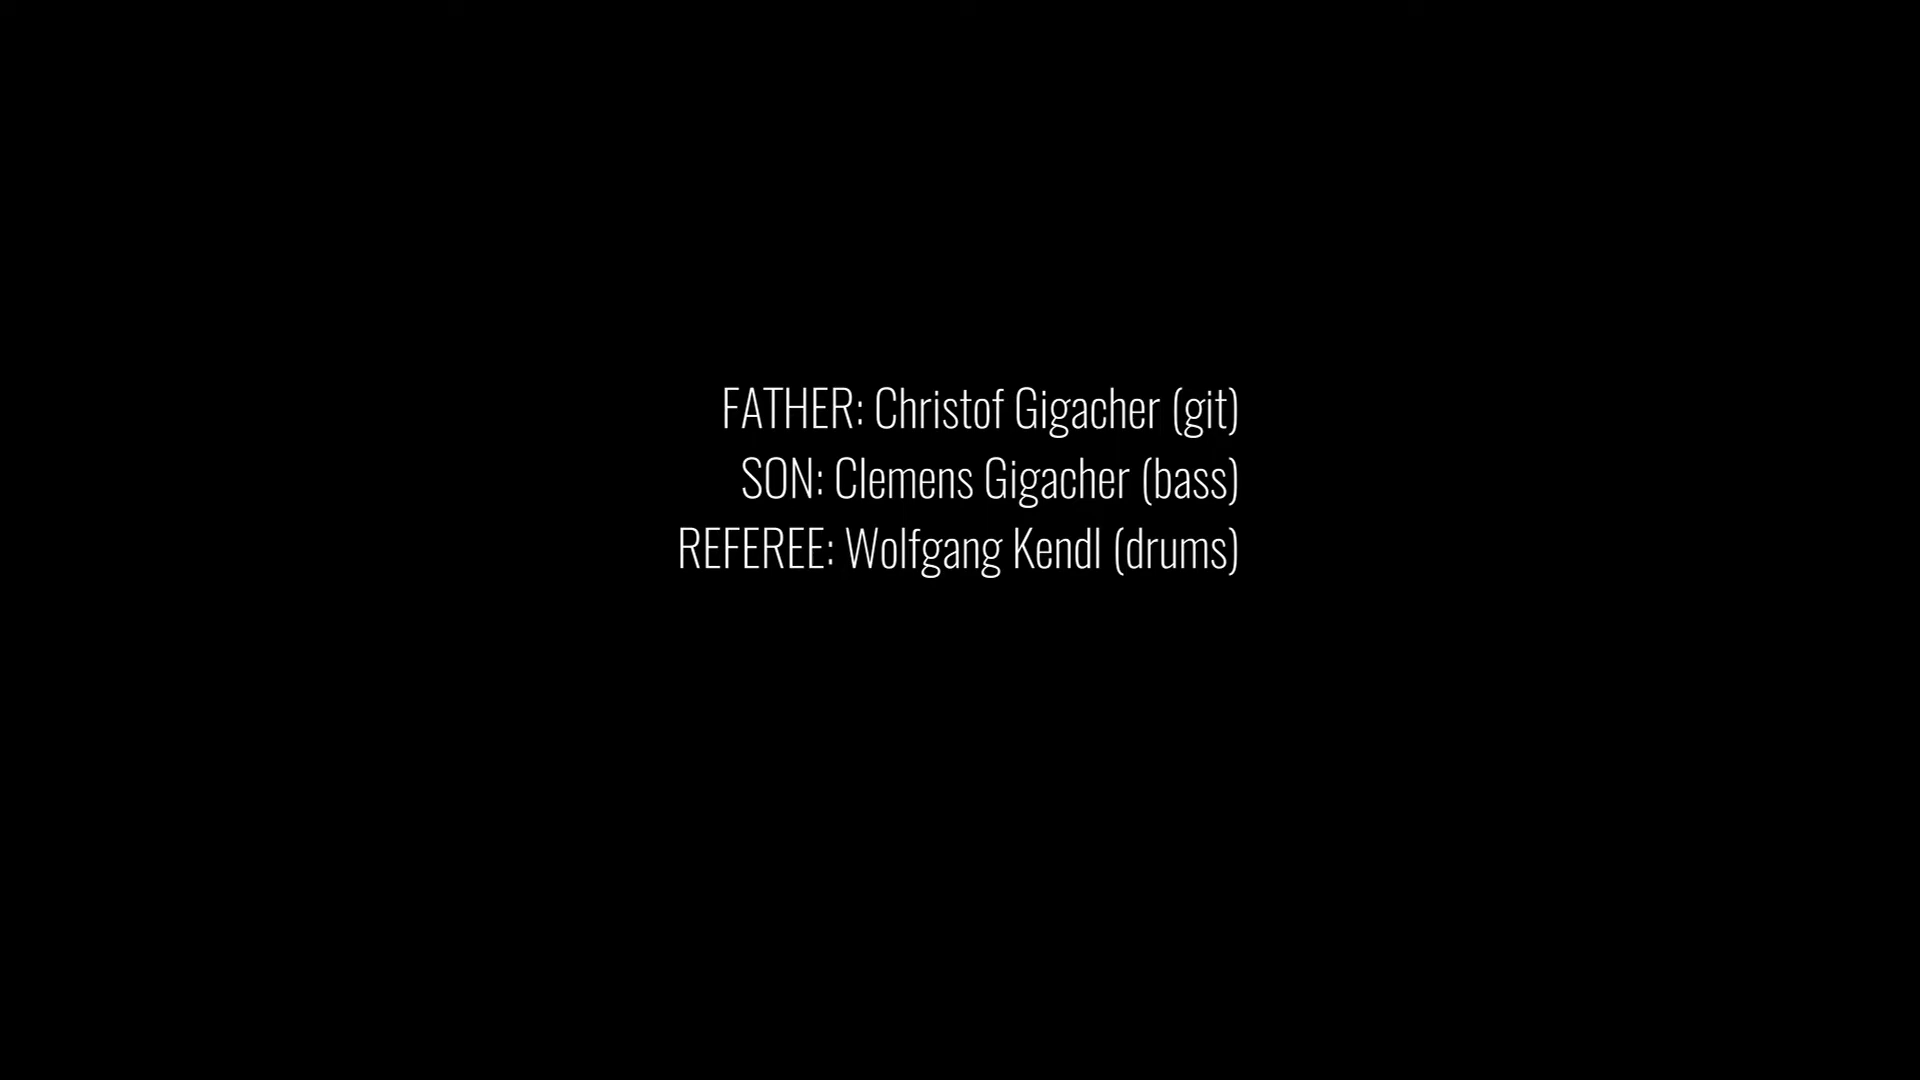 FATHER: Christof Gigacher (git)
SON: Clemens Gigacher (bass)
REFEREE: Wolfgang Kendl (drums)